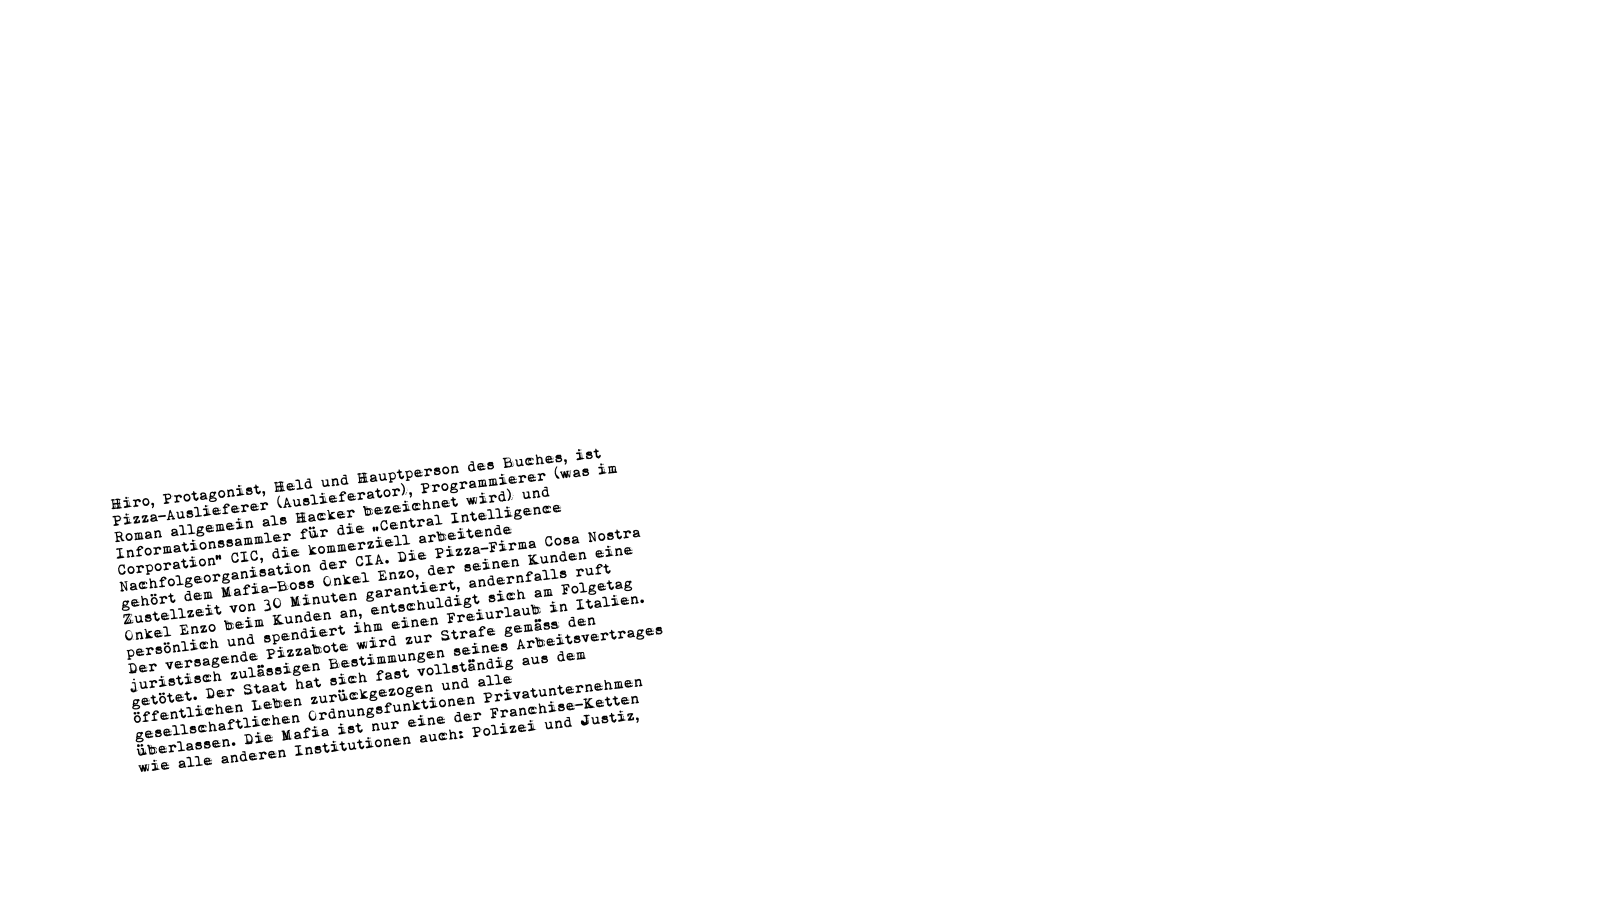 Hiro, Protagonist, Held und Hauptperson des Buches, ist
Pizza-Auslieferer (Auslieferator), Programmierer (was im
Roman allgemein als Hacker bezeichnet wird) und
Informationssammler für die „Central Intelligence
Corporation" CIC, die kommerziell arbeitende
Nachfolgeorganisation der CIA. Die Pizza-Firma Cosa Nostra
gehört dem Mafia-Boss Onkel Enzo, der seinen Kunden eine
Zustellzeit von 30 Minuten garantiert, andernfalls ruft
Onkel Enzo beim Kunden an, entschuldigt sich am Folgetag
persönlich und spendiert ihm einen Freiurlaub in Italien.
Der versagende Pizzabote wird zur Strafe gemäss den
juristisch zulässigen Bestimmungen seines Arbeitsvertrages
getötet. Der Staat hat sich fast vollständig aus dem
öffentlichen Leben zurückgezogen und alle
gesellschaftlichen Ordnungsfunktionen Privatunternehmen
überlassen. Die Mafia ist nur eine der Franchise-Ketten
wie alle anderen Institutionen auch: Polizei und Justiz,